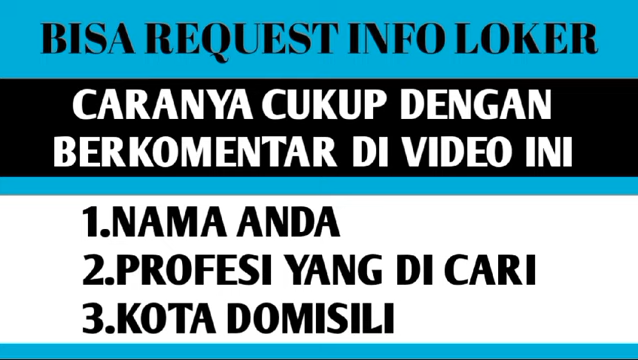 BISA REQUEST INFO LOKER
CARANYA CUKUP DENGAN
BERKOMENTAR DI VIDEO INI
1.NAMA ANDA
2.PROFESI YANG DI CARI
3.KOTA DOMISILI